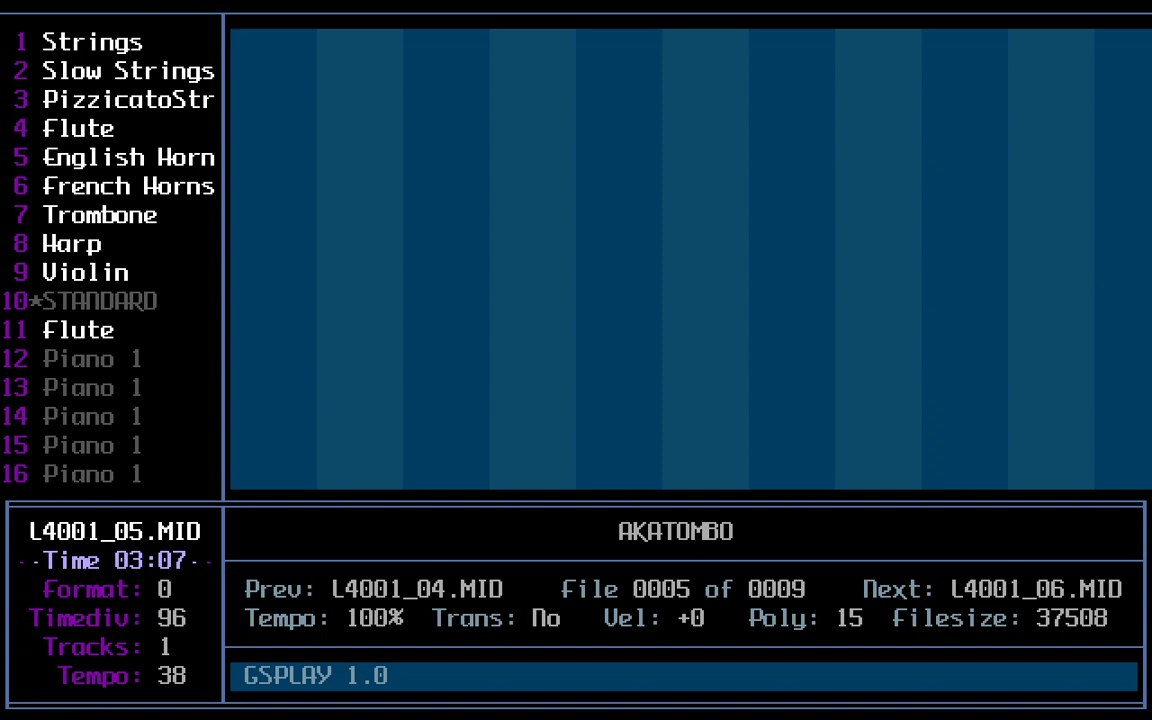 1 Strings
2 Slow Strings
3 PizzicatoStr
4 Flute
5 English Horn
6 French Horns
7 Trombone
8 Harp
9 Violin
10*STANDARD
11 Flute
12 Piano 1
13 Piano 1
14 Piano 1
15 Piano 1
16 Piano 1
L4001_05.MID
--Time 03:07--
Format: 0
Timediv: 96
Tracks: 1
Tempo: 38
AKATOMBO
Prev: L4001_04.MID File 0005 of 0009 Next: L4001_06.MID
Tempo: 100% Trans: No Vel: +0 Poly: 15 Filesize: 37508
GSPLAY 1.0